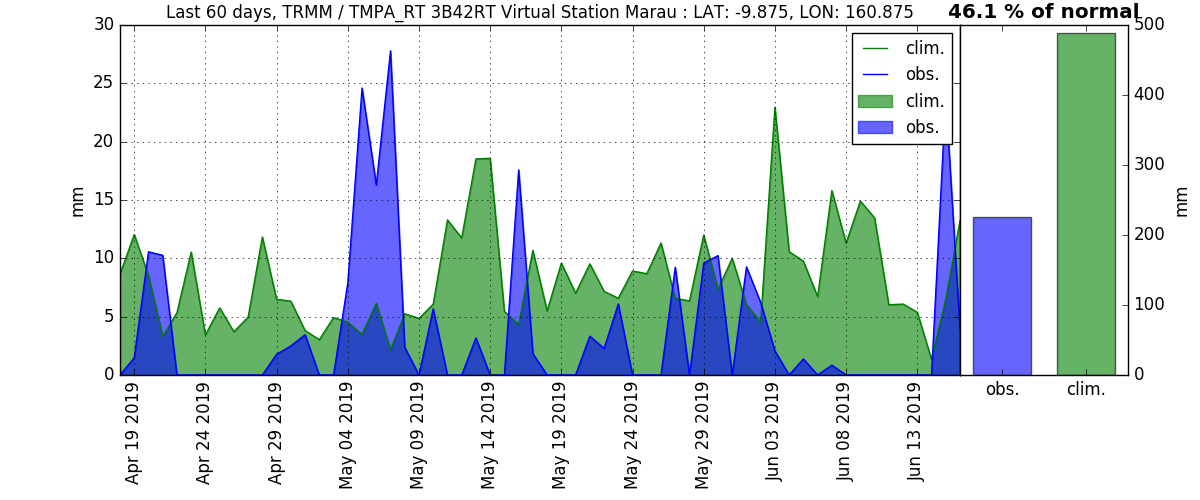 Last 60 days, TRMM / TMPA_RT 3B42RT Virtual Station Marau : LAT: -9.875, LON: 160.875
46.1 % of normal
30
25
20
15
10
5
0
mm
clim.
obs.
clim.
obs.
500
400
300
200
100
0
mm
obs.
clim.
Apr 19 2019
Apr 24 2019
Apr 29 2019
May 04 2019
May 09 2019
May 14 2019
May 19 2019
May 24 2019
May 29 2019
Jun 03 2019
Jun 08 2019
Jun 13 2019